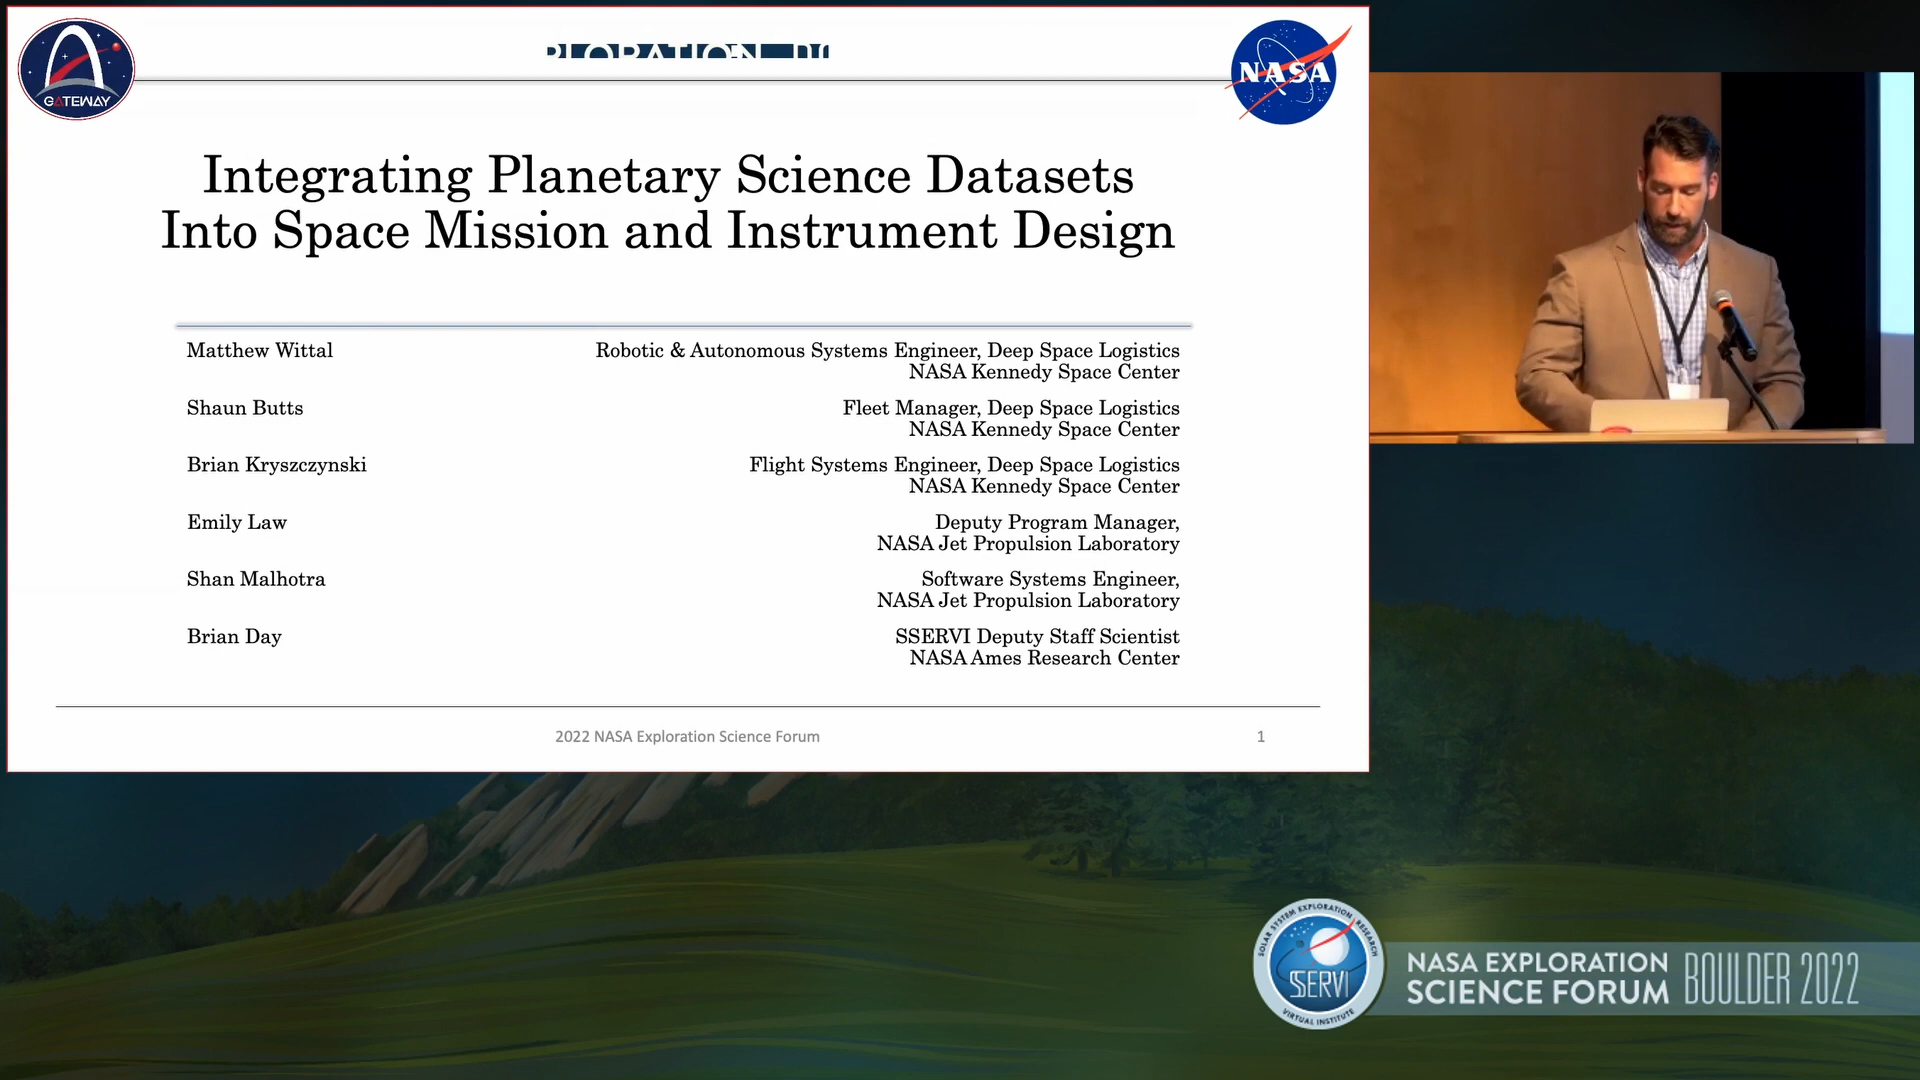 GATEWAY
NASA
Integrating Planetary Science Datasets
Into Space Mission and Instrument Design
Matthew Wittal
Robotic & Autonomous Systems Engineer, Deep Space Logistics
NASA Kennedy Space Center
Shaun Butts
Fleet Manager, Deep Space Logistics
NASA Kennedy Space Center
Brian Kryszczynski
Flight Systems Engineer, Deep Space Logistics
NASA Kennedy Space Center
Emily Law
Deputy Program Manager,
NASA Jet Propulsion Laboratory
Shan Malhotra
Software Systems Engineer,
NASA Jet Propulsion Laboratory
Brian Day
SSERVI Deputy Staff Scientist
NASA Ames Research Center
2022 NASA Exploration Science Forum
1
SOLAR SYSTEM EXPLORATION RESEARCH
SSERVI
VIRTUAL INSTITUTE
NASA EXPLORATION
SCIENCE FORUM
BOULDER 2022